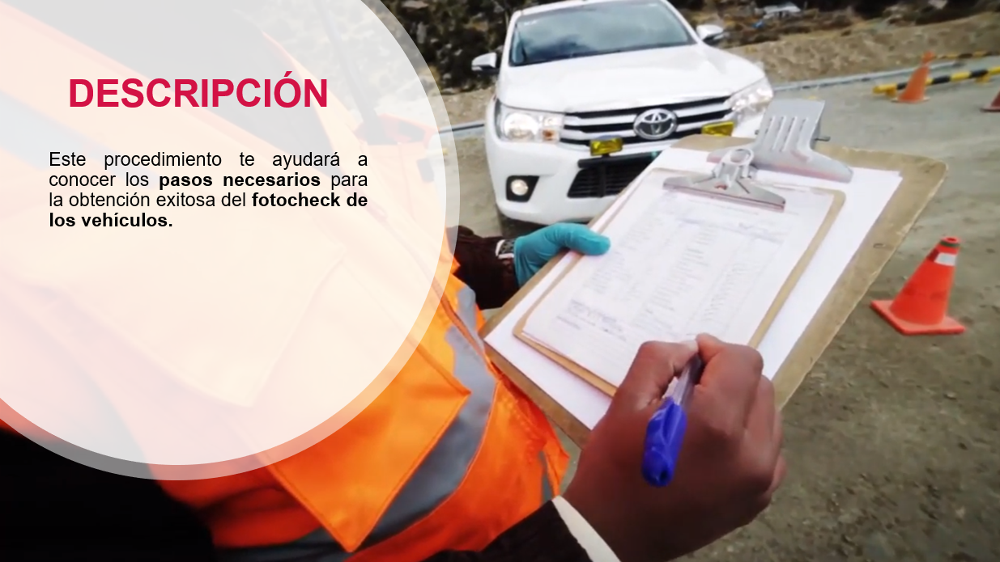 DESCRIPCIÓN
Este procedimiento te ayudará a
conocer los pasos necesarios para
la obtención exitosa del fotocheck de
los vehículos.